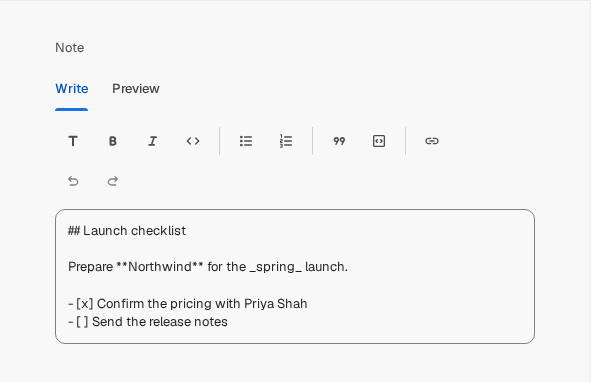 Note
Write Preview
## Launch checklist
Prepare **Northwind** for the _spring_ launch.
- [x] Confirm the pricing with Priya Shah
- [ ] Send the release notes